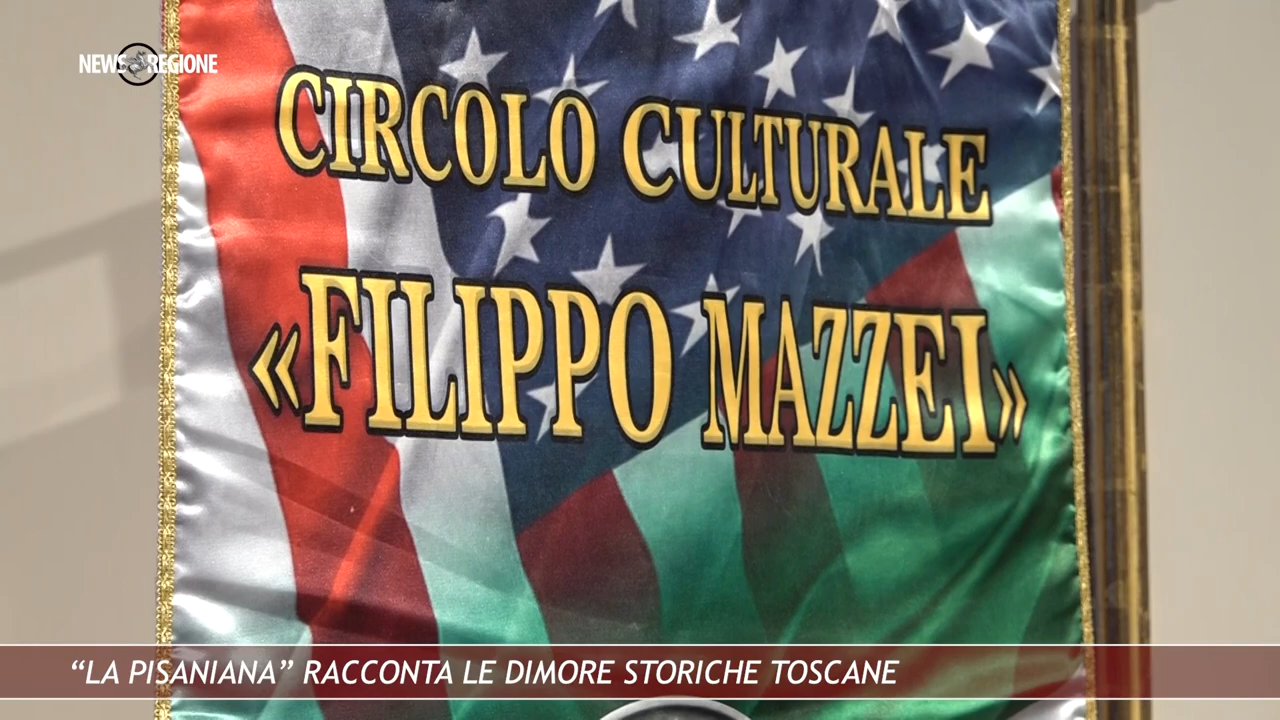 NEWS REGIONE
CIRCOLO CULTURALE
«FILIPPO MAZZEI»
“LA PISANIANA” RACCONTA LE DIMORE STORICHE TOSCANE